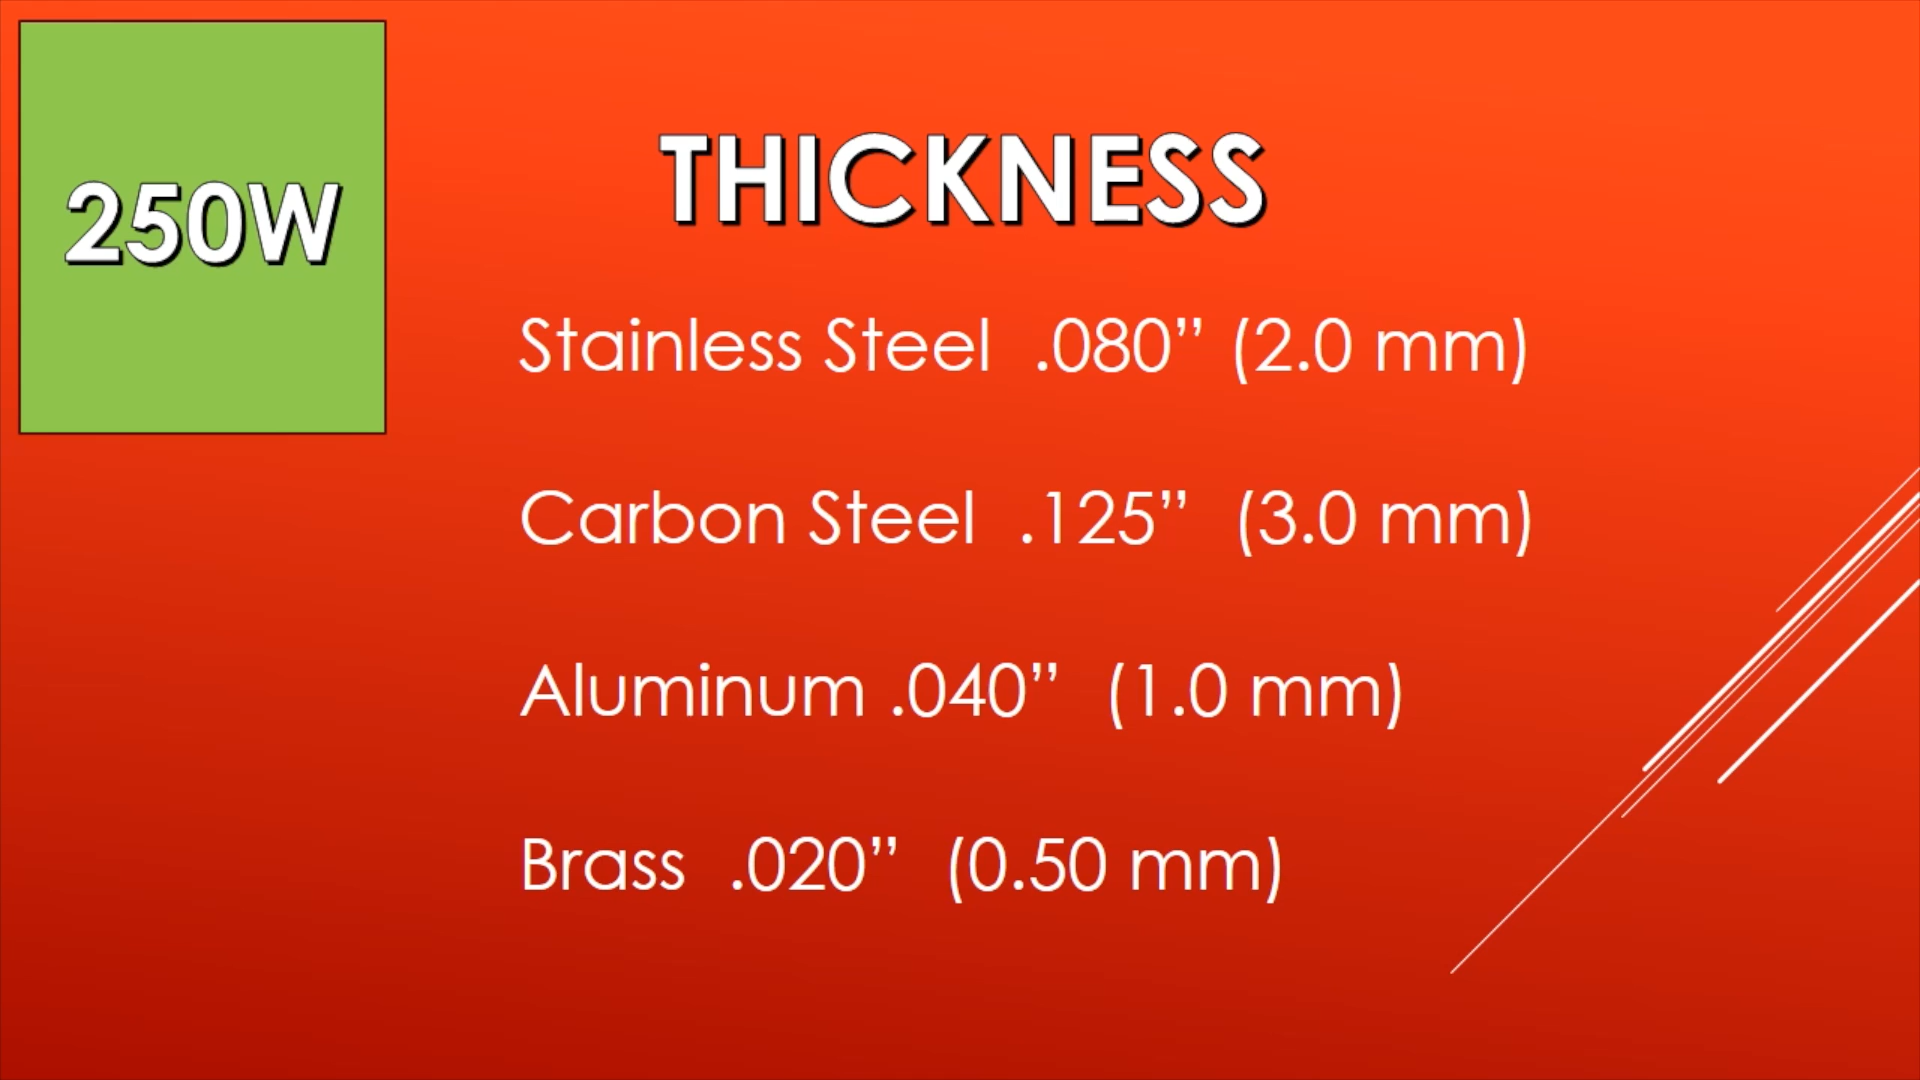 250W
THICKNESS
Stainless Steel .080” (2.0 mm)
Carbon Steel .125” (3.0 mm)
Aluminum .040” (1.0 mm)
Brass .020” (0.50 mm)